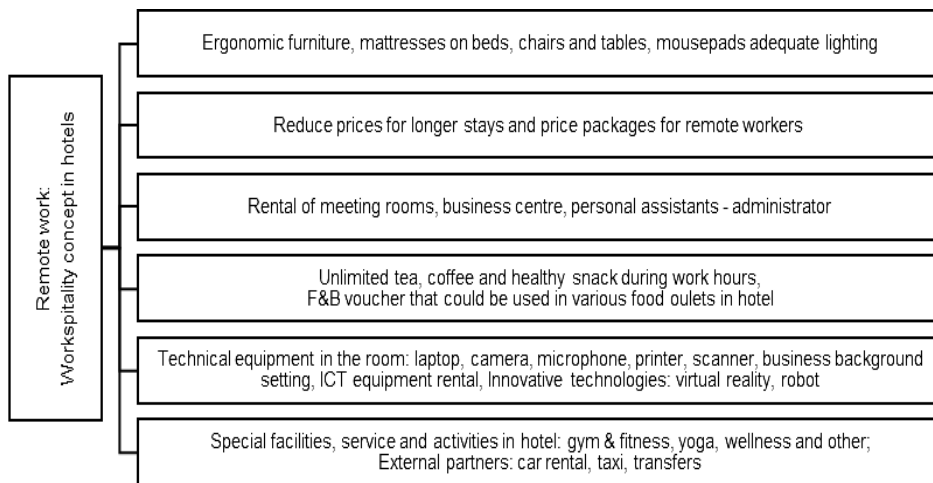 Remote work:
Workspitality concept in hotels
Ergonomic furniture, mattresses on beds, chairs and tables, mousepads adequate lighting
Reduce prices for longer stays and price packages for remote workers
Rental of meeting rooms, business centre, personal assistants - administrator
Unlimited tea, coffee and healthy snack during work hours,
F&B voucher that could be used in various food oulets in hotel
Technical equipment in the room: laptop, camera, microphone, printer, scanner, business background
setting, ICT equipment rental, Innovative technologies: virtual reality, robot
Special facilities, service and activities in hotel: gym & fitness, yoga, wellness and other;
External partners: car rental, taxi, transfers